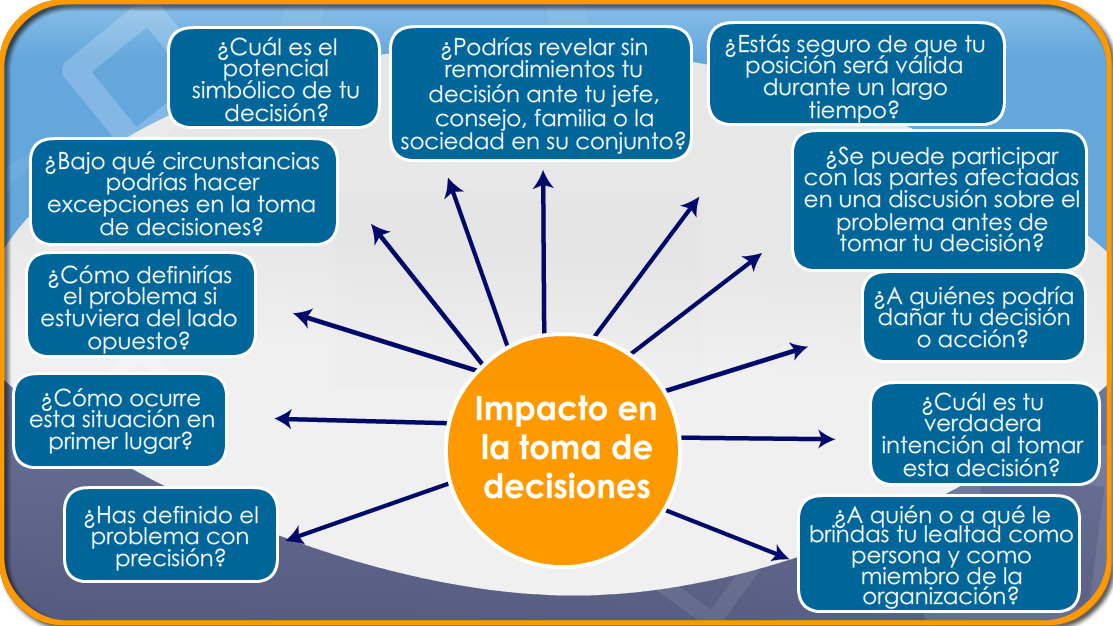 ¿Cuál es el
potencial
simbólico de tu
decisión?
¿Podrías revelar sin
remordimientos tu
decisión ante tu jefe,
consejo, familia o la
sociedad en su conjunto?
¿Estás seguro de que tu
posición será válida
durante un largo
tiempo?
¿Bajo qué circunstancias
podrías hacer
excepciones en la toma
de decisiones?
¿Se puede participar
con las partes afectadas
en una discusión sobre el
problema antes de
tomar tu decisión?
¿Cómo definirías
el problema si
estuviera del lado
opuesto?
¿A quiénes podría
dañar tu decisión
o acción?
¿Cómo ocurre
esta situación en
primer lugar?
Impacto en
la toma de
decisiones
¿Cuál es tu
verdadera
intención al tomar
esta decisión?
¿Has definido el
problema con
precisión?
¿A quién o a qué le
brindas tu lealtad como
persona y como
miembro de la
organización?